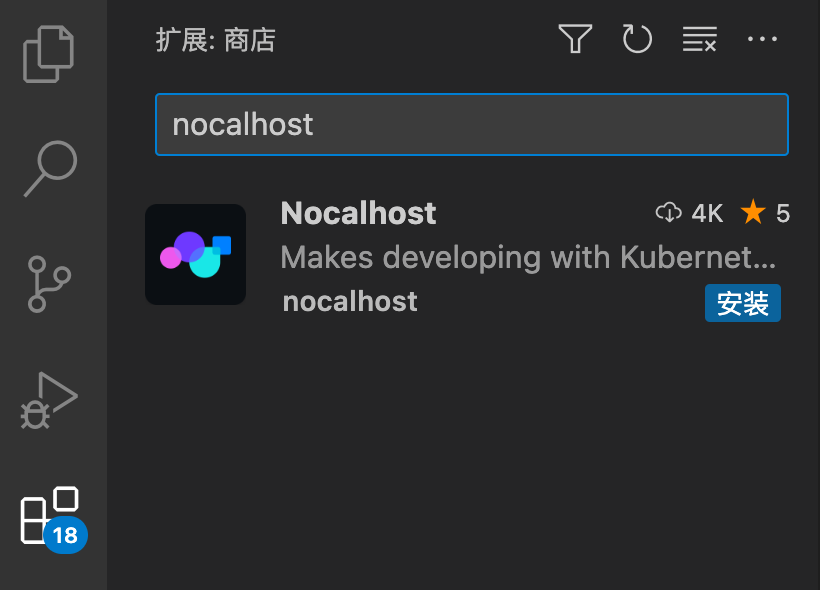 扩展: 商店
nocalhost
Nocalhost 4K 5
Makes developing with Kubernet...
nocalhost 安装
18